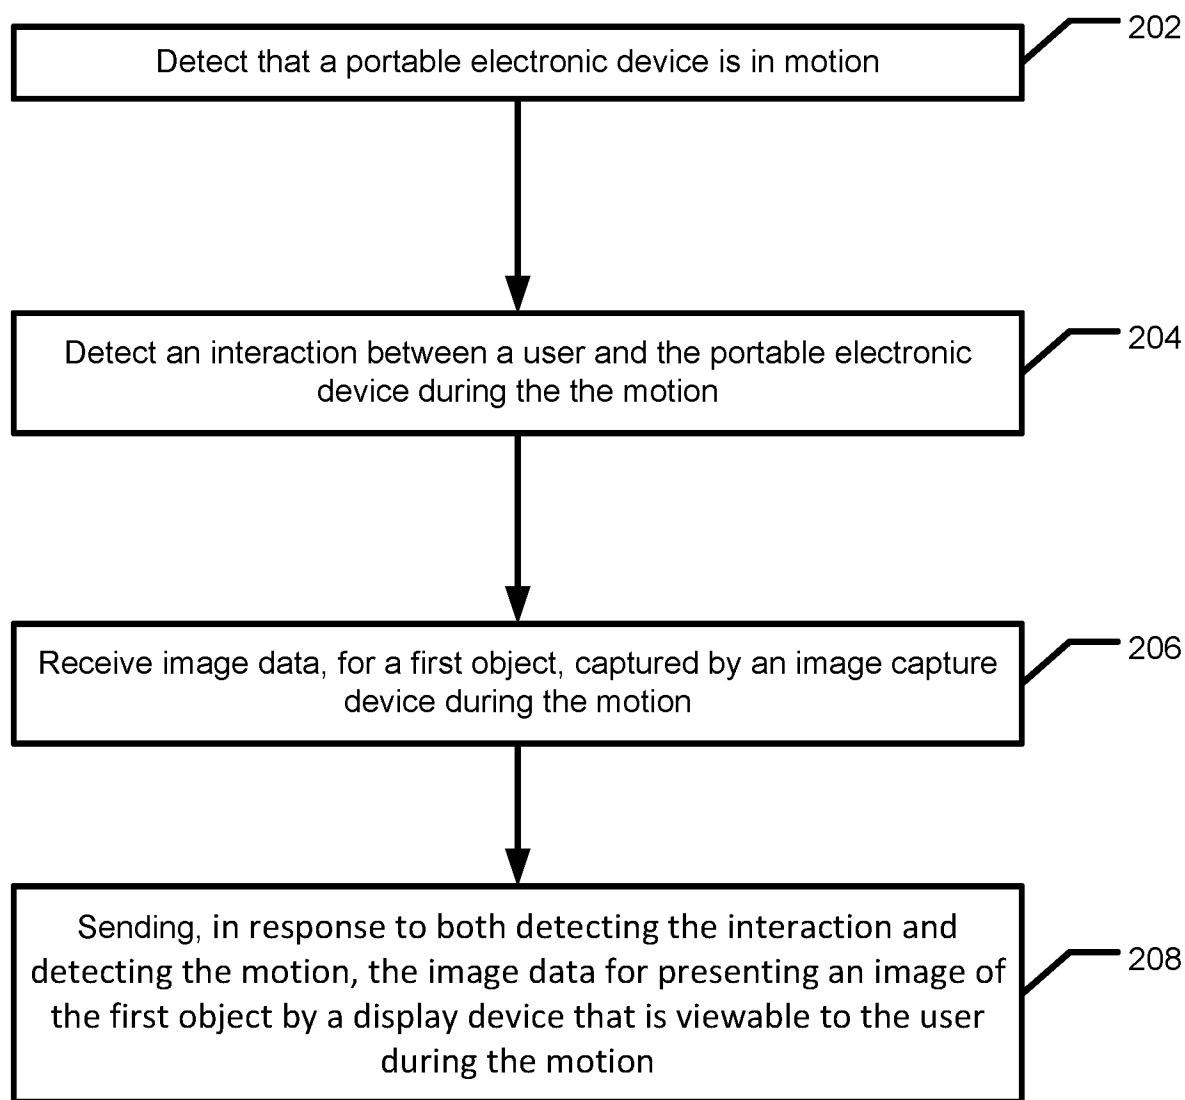 Detect that a portable electronic device is in motion
202
Detect an interaction between a user and the portable electronic
device during the the motion
204
Receive image data, for a first object, captured by an image capture
device during the motion
206
Sending, in response to both detecting the interaction and
detecting the motion, the image data for presenting an image of
the first object by a display device that is viewable to the user
during the motion
208